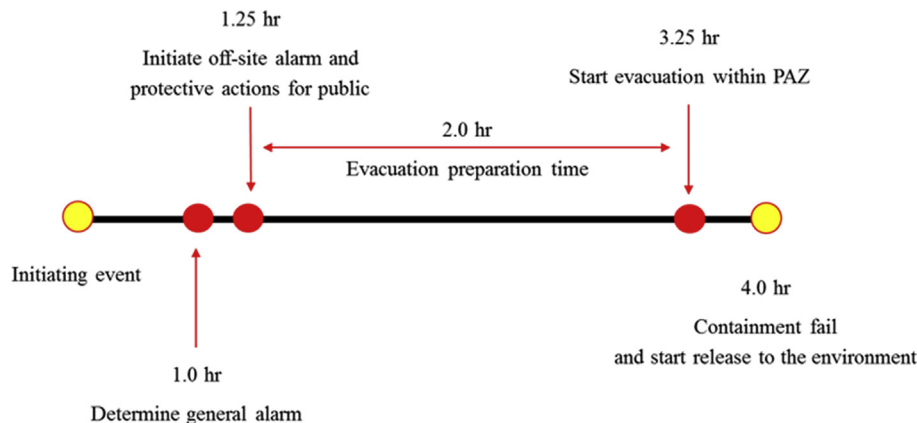 1.25 hr
Initiate off-site alarm and
protective actions for public
3.25 hr
Start evacuation within PAZ
2.0 hr
Evacuation preparation time
Initiating event
1.0 hr
Determine general alarm
4.0 hr
Containment fail
and start release to the environment